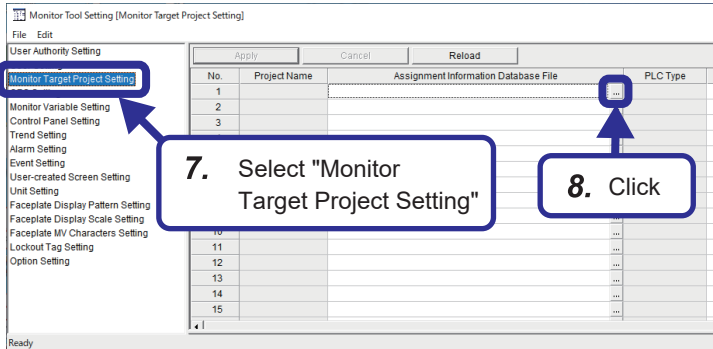 Monitor Tool Setting [Monitor Target Project Setting]
File Edit
User Authority Setting
Monitor Target Project Setting
Monitor Variable Setting
Control Panel Setting
Trend Setting
Alarm Setting
Event Setting
User-created Screen Setting
Unit Setting
Faceplate Display Pattern Setting
Faceplate Display Scale Setting
Faceplate MV Characters Setting
Lockout Tag Setting
Option Setting
Apply Cancel Reload
No. Project Name Assignment Information Database File PLC Type
1 ...
2
3
7. Select "Monitor
Target Project Setting"
8. Click
10 ...
11 ...
12 ...
13 ...
14 ...
15 ...
Ready